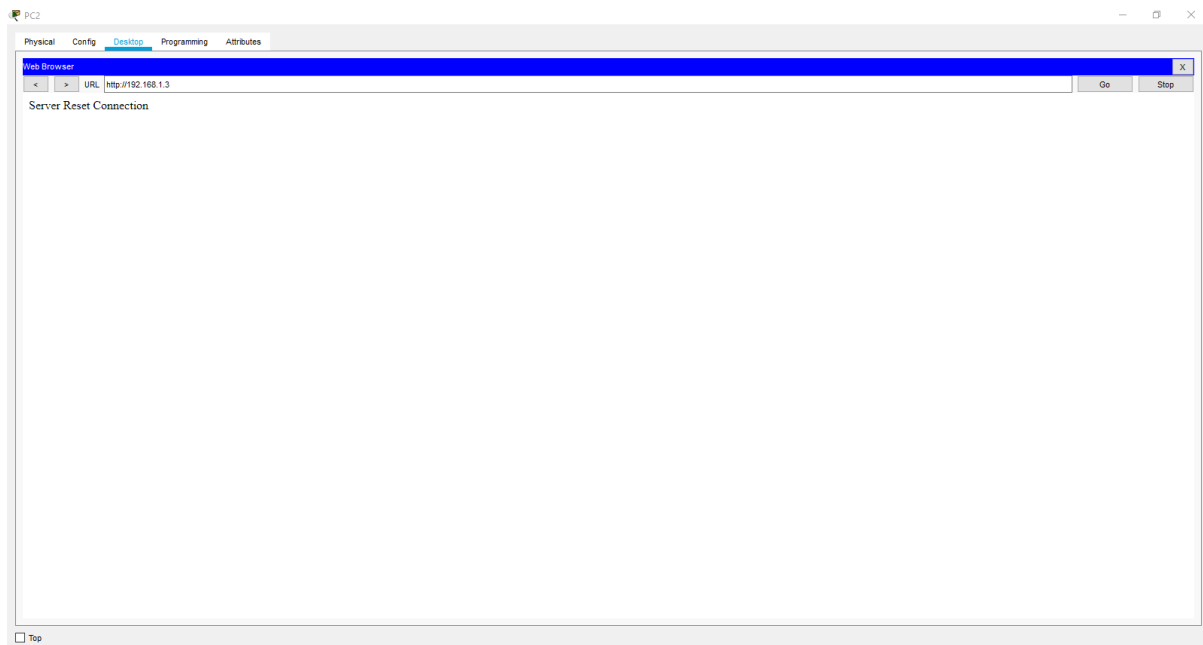 PC2
Physical Config Desktop Programming Attributes
Web Browser X
< > URL http://192.168.1.3 Go Stop
Server Reset Connection
Top